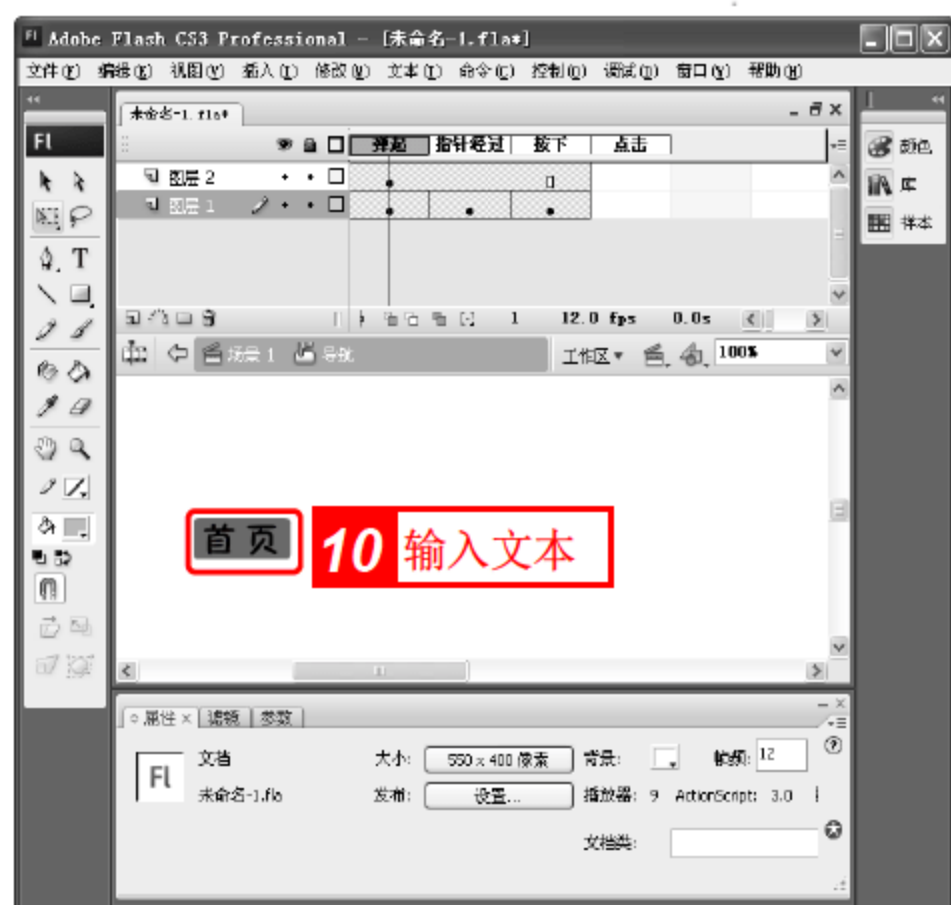 Fl Adobe Flash CS3 Professional - [未命名-1.fla*]
文件(F) 编辑(E) 视图(V) 插入(I) 修改(M) 文本(T) 命令(C) 控制(O) 调试(D) 窗口(W) 帮助(H)
未命名-1.fla*
Fl
弹起 指针经过 按下 点击
颜色
图层 2
库
图层 1
样本
T
1 12.0 fps 0.0s
场景 1 导航 工作区 100%
首页 10 输入文本
属性 × 滤镜 参数
Fl
文档 大小: 550 x 400 像素 背景: 帧频: 12
未命名-1.fla 发布: 设置... 播放器: 9 ActionScript: 3.0
文档类: